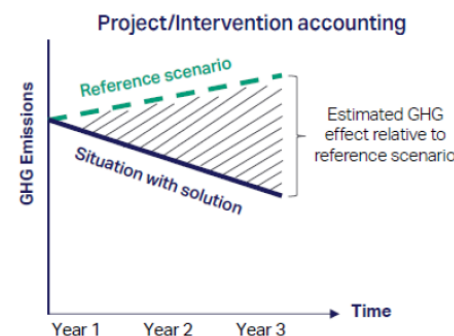 Project/Intervention accounting
GHG Emissions
Reference scenario
Situation with solution
Estimated GHG
effect relative to
reference scenario
Time
Year 1 Year 2 Year 3